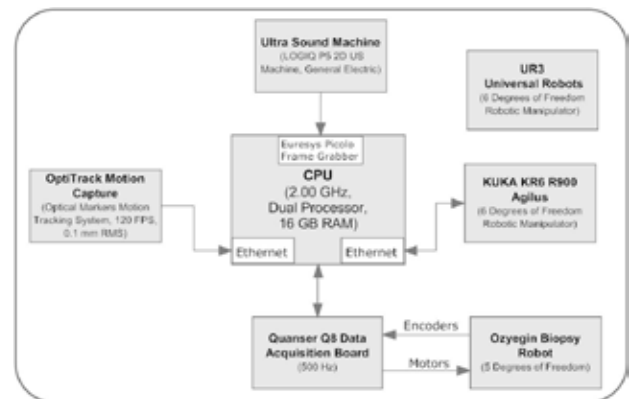 Ultra Sound Machine
(LOGIQ P5 2D US
Machine, General Electric)
UR3
Universal Robots
(6 Degrees of Freedom
Robotic Manipulator)
Euresys Picolo
Frame Grabber
CPU
(2.00 GHz,
Dual Processor,
16 GB RAM)
Ethernet
Ethernet
OptiTrack Motion
Capture
(Optical Markers Motion
Tracking System, 120 FPS,
0.1 mm RMS)
KUKA KR6 R900
Agilus
(6 Degrees of Freedom
Robotic Manipulator)
Quanser Q8 Data
Acquisition Board
(500 Hz)
Encoders
Motors
Ozyegin Biopsy
Robot
(5 Degrees of Freedom)